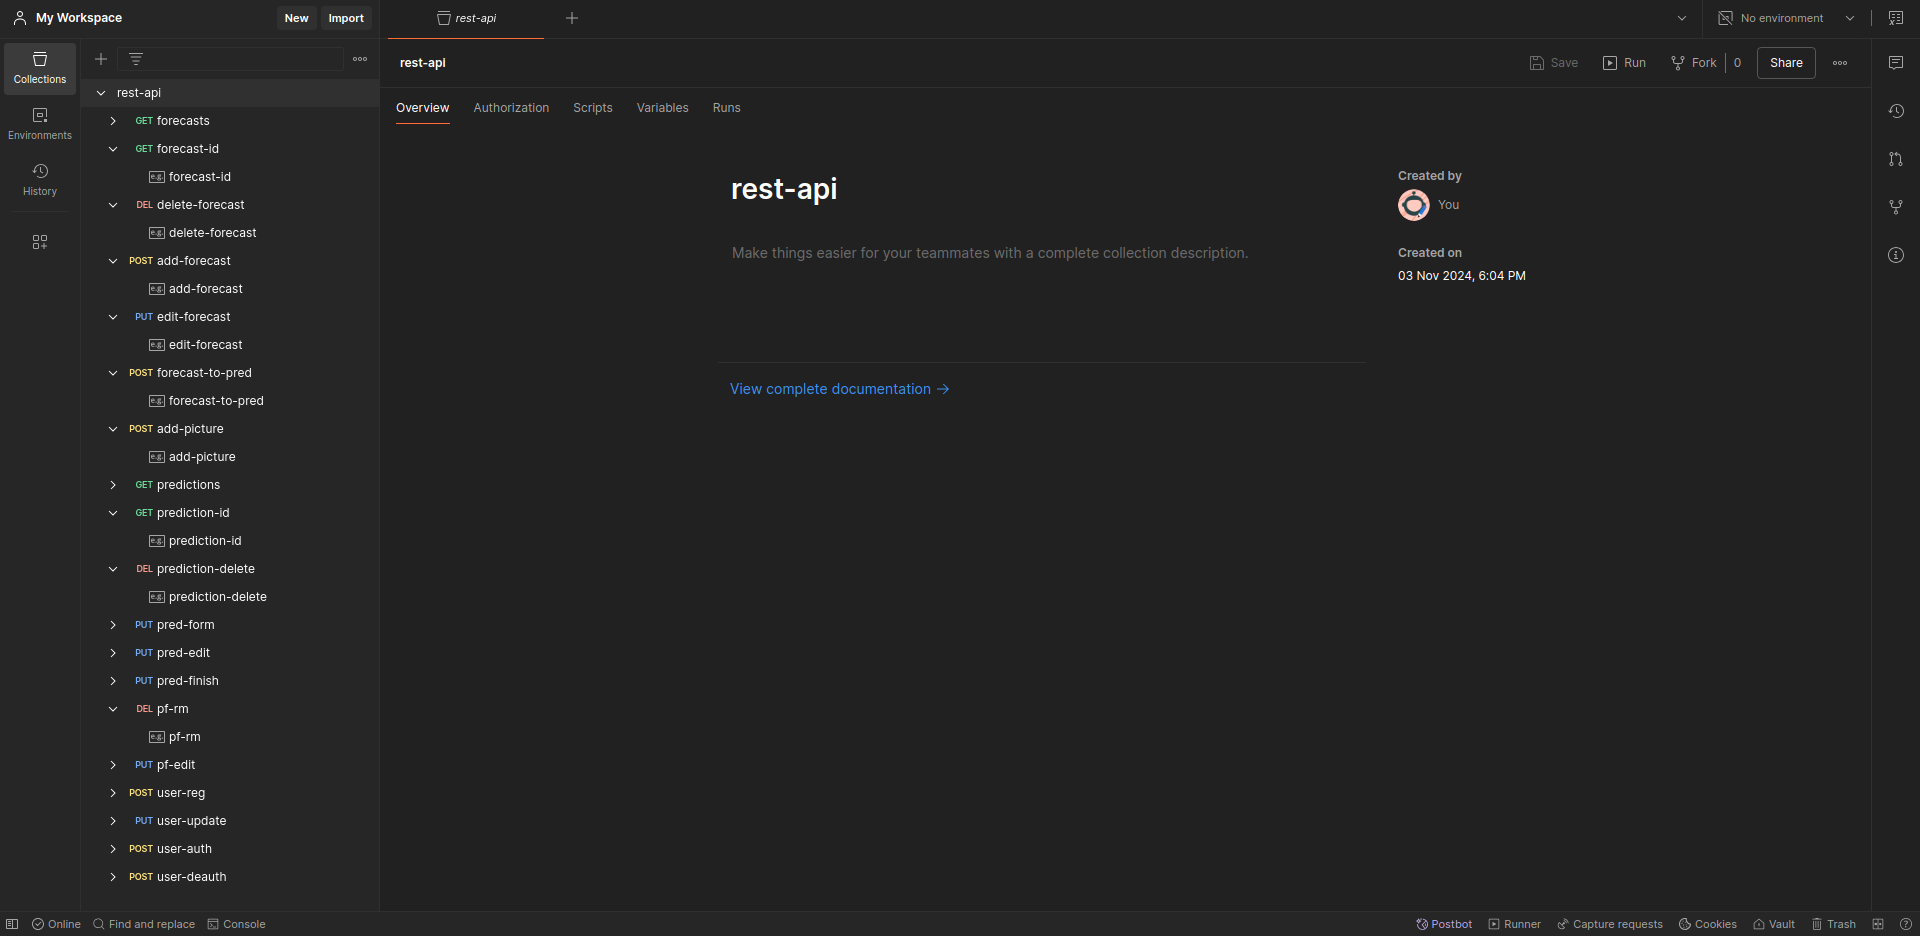 My Workspace
New
Import
rest-api
No environment
Collections
Environments
History
rest-api
GET forecasts
GET forecast-id
e.g. forecast-id
DEL delete-forecast
e.g. delete-forecast
POST add-forecast
e.g. add-forecast
PUT edit-forecast
e.g. edit-forecast
POST forecast-to-pred
e.g. forecast-to-pred
POST add-picture
e.g. add-picture
GET predictions
GET prediction-id
e.g. prediction-id
DEL prediction-delete
e.g. prediction-delete
PUT pred-form
PUT pred-edit
PUT pred-finish
DEL pf-rm
e.g. pf-rm
PUT pf-edit
POST user-reg
PUT user-update
POST user-auth
POST user-deauth
rest-api
Save
Run
Fork
0
Share
Overview
Authorization
Scripts
Variables
Runs
rest-api
Make things easier for your teammates with a complete collection description.
View complete documentation →
Created by
You
Created on
03 Nov 2024, 6:04 PM
Online
Find and replace
Console
Postbot
Runner
Capture requests
Cookies
Vault
Trash